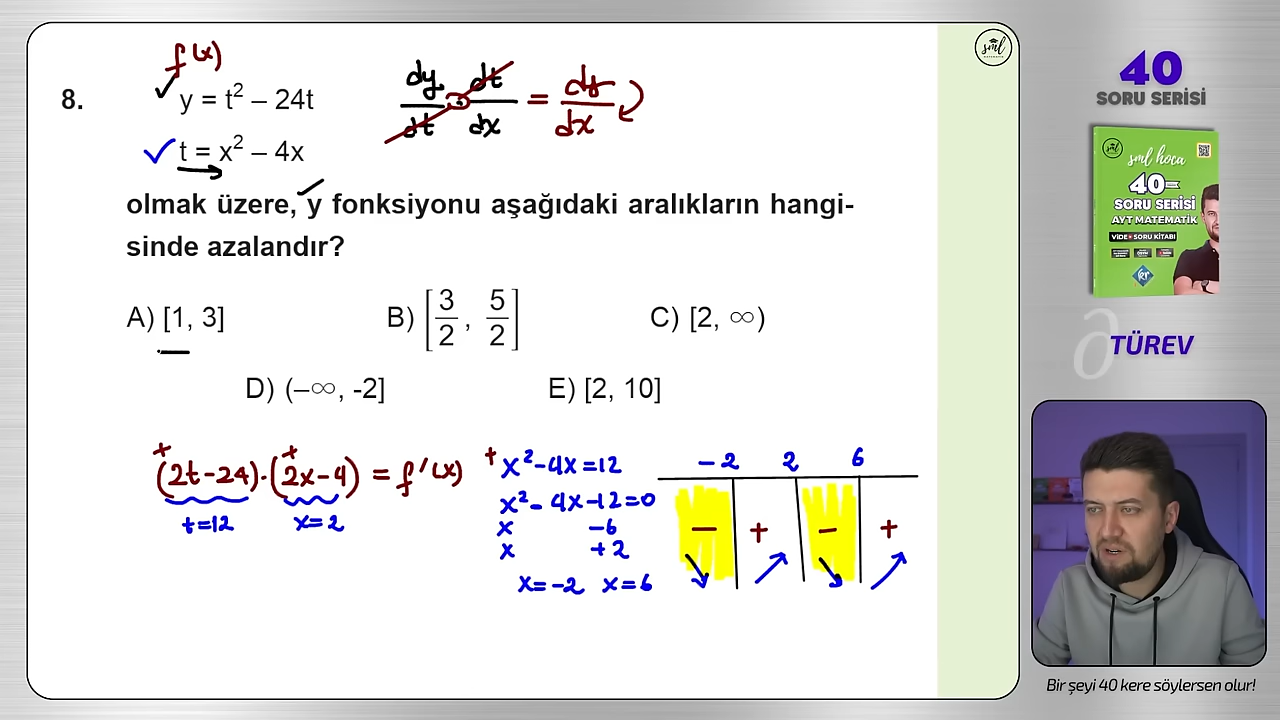 f(x)
8.
y = t² – 24t
t = x² – 4x
dy/dt · dt/dx = dy/dx
olmak üzere, y fonksiyonu aşağıdaki aralıkların hangi-
sinde azalandır?
A) [1, 3]
B) [3/2, 5/2]
C) [2, ∞)
D) (–∞, -2]
E) [2, 10]
+ +
(2t-24).(2x-4) = f'(x)
t=12 x=2
+ x²-4x=12
x²-4x-12=0
x -6
x +2
x=-2 x=6
-2 2 6
- + - +
sml
40
SORU SERİSİ
sml
sml hoca
40
SORU SERİSİ
AYT MATEMATİK
VİDEO SORU KİTABI
∂
TÜREV
Bir şeyi 40 kere söylersen olur!